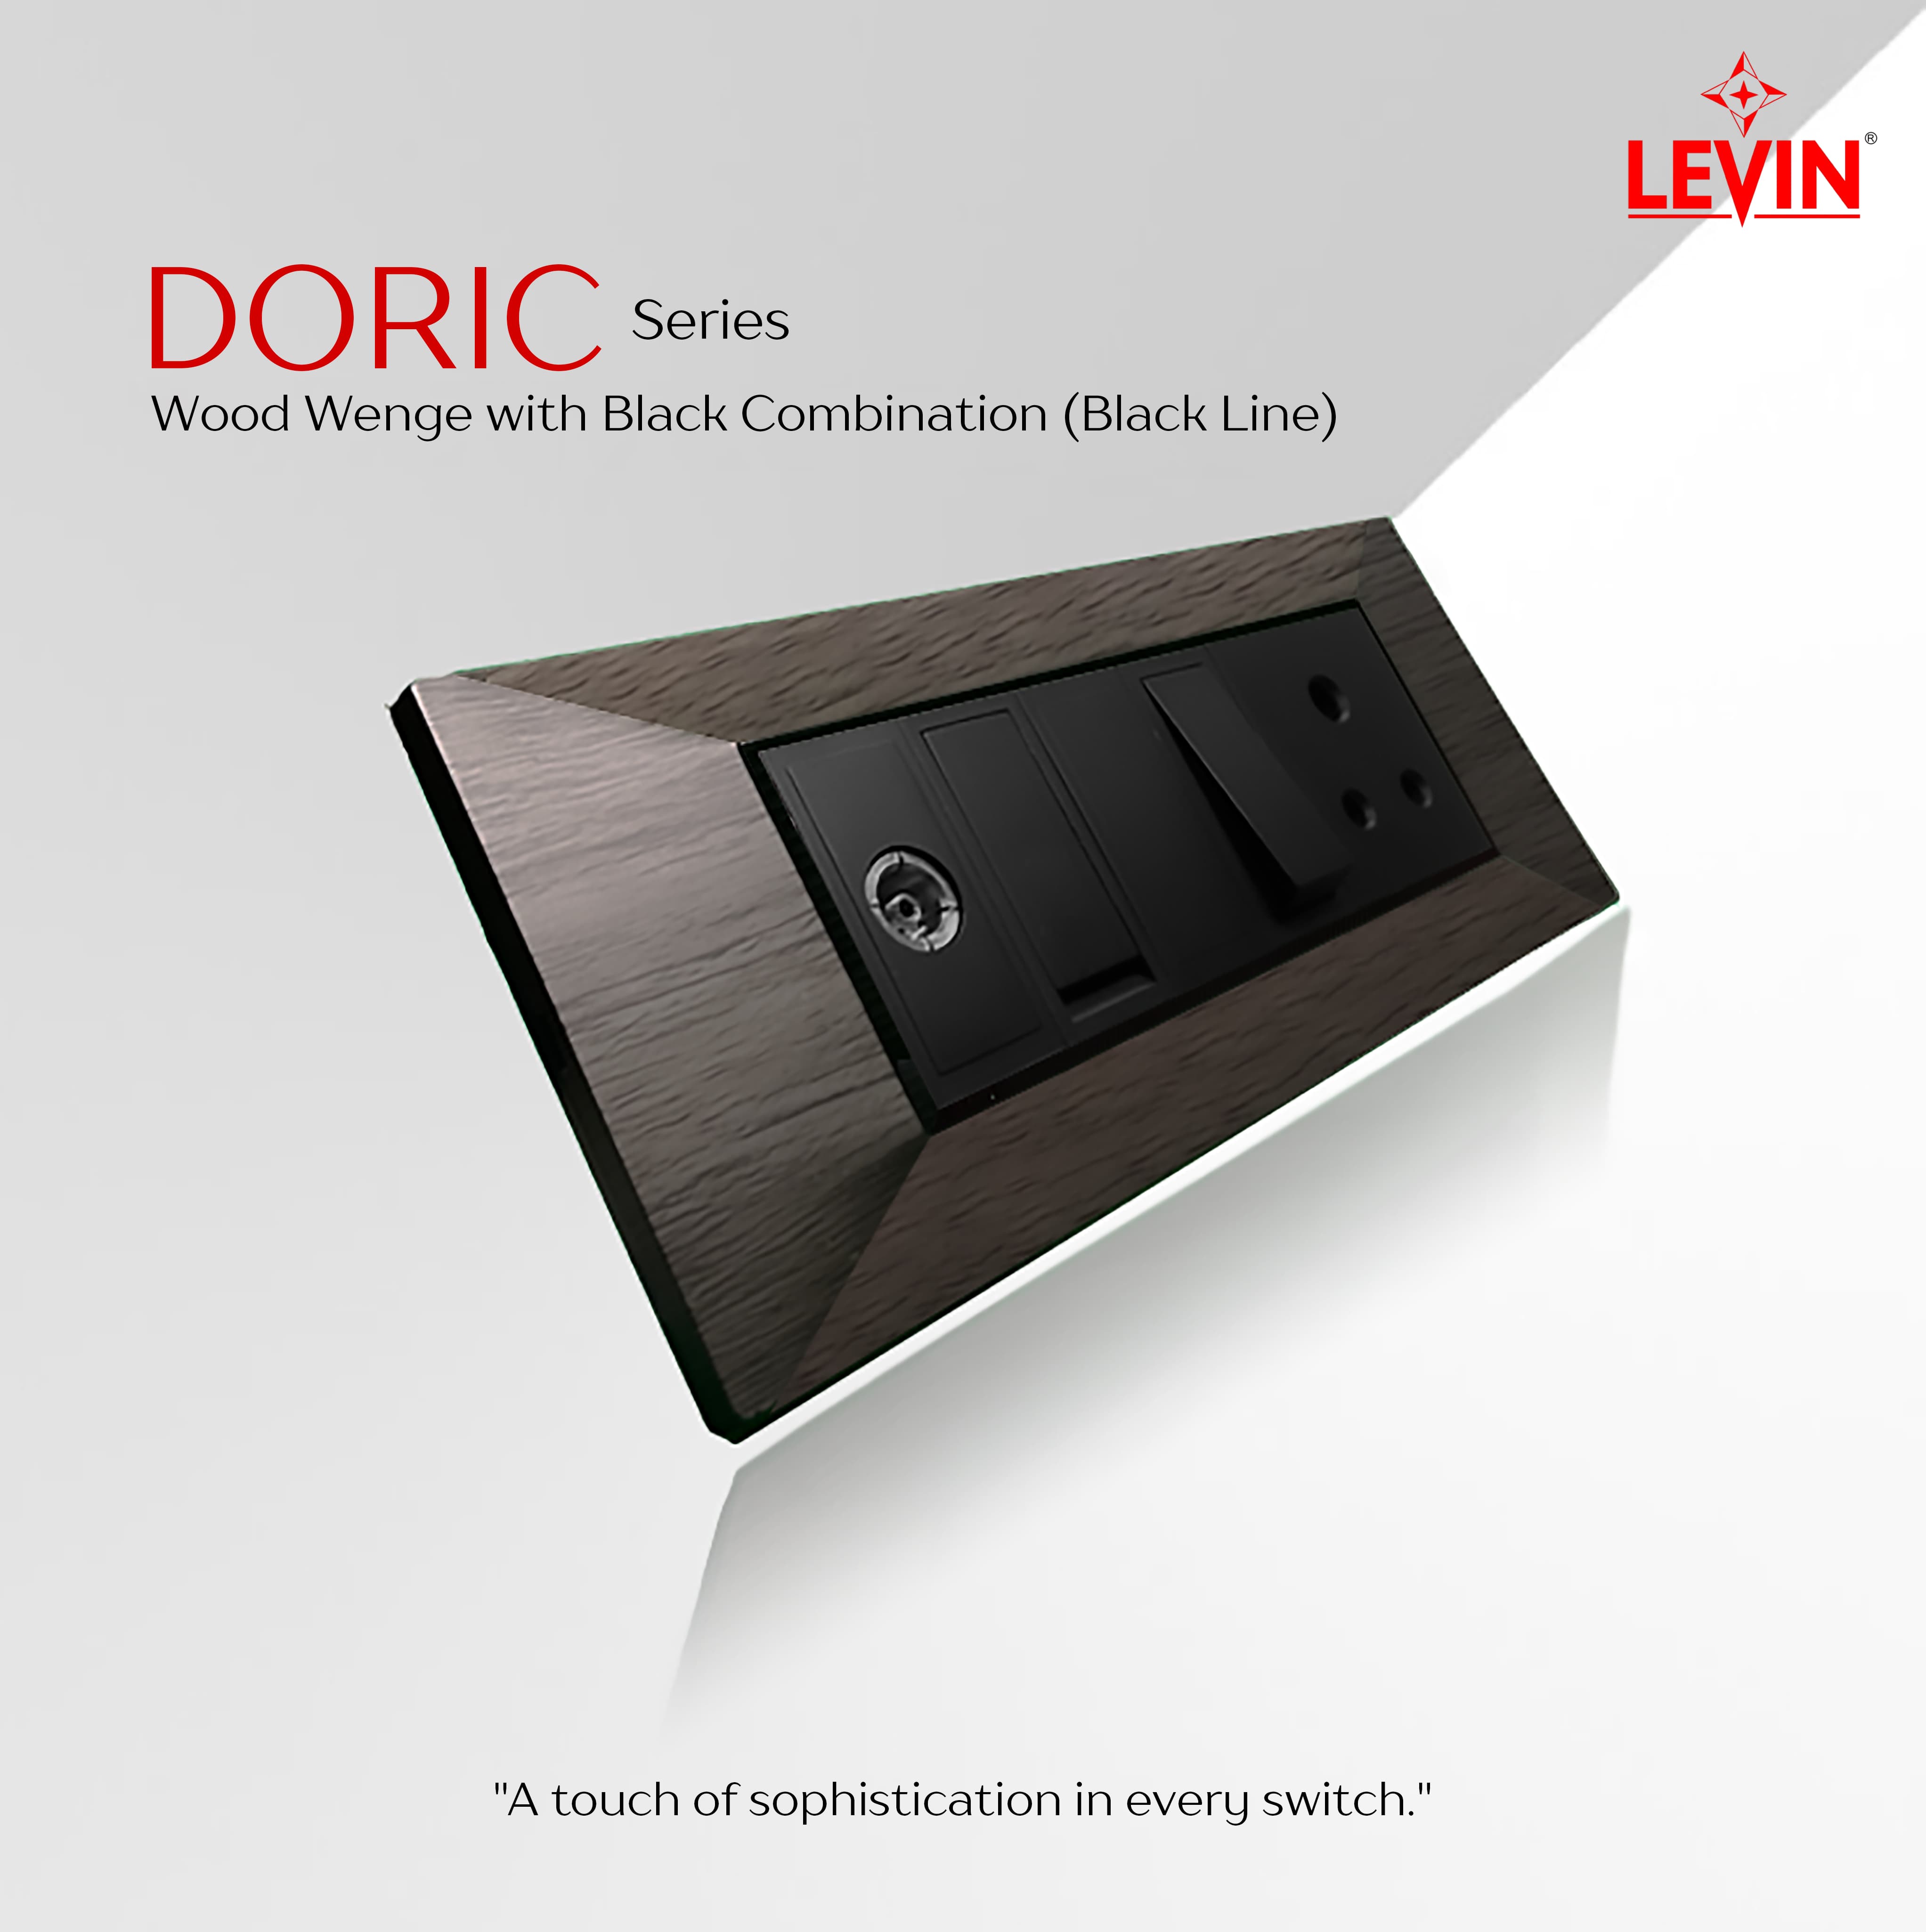 LEVIN®
DORIC Series
Wood Wenge with Black Combination (Black Line)
"A touch of sophistication in every switch."